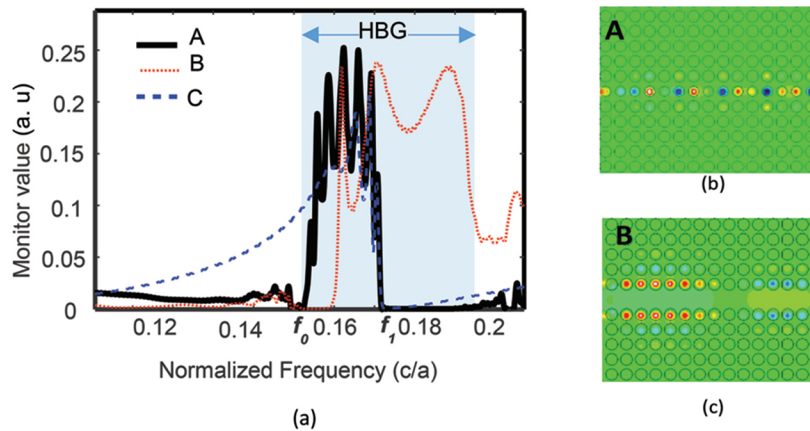 HBG
A
B
C
0.25
0.2
0.15
0.1
0.05
0
Monitor value (a. u)
0.12 0.14 f0 0.16 f1 0.18 0.2
Normalized Frequency (c/a)
(a)
A
(b)
B
(c)